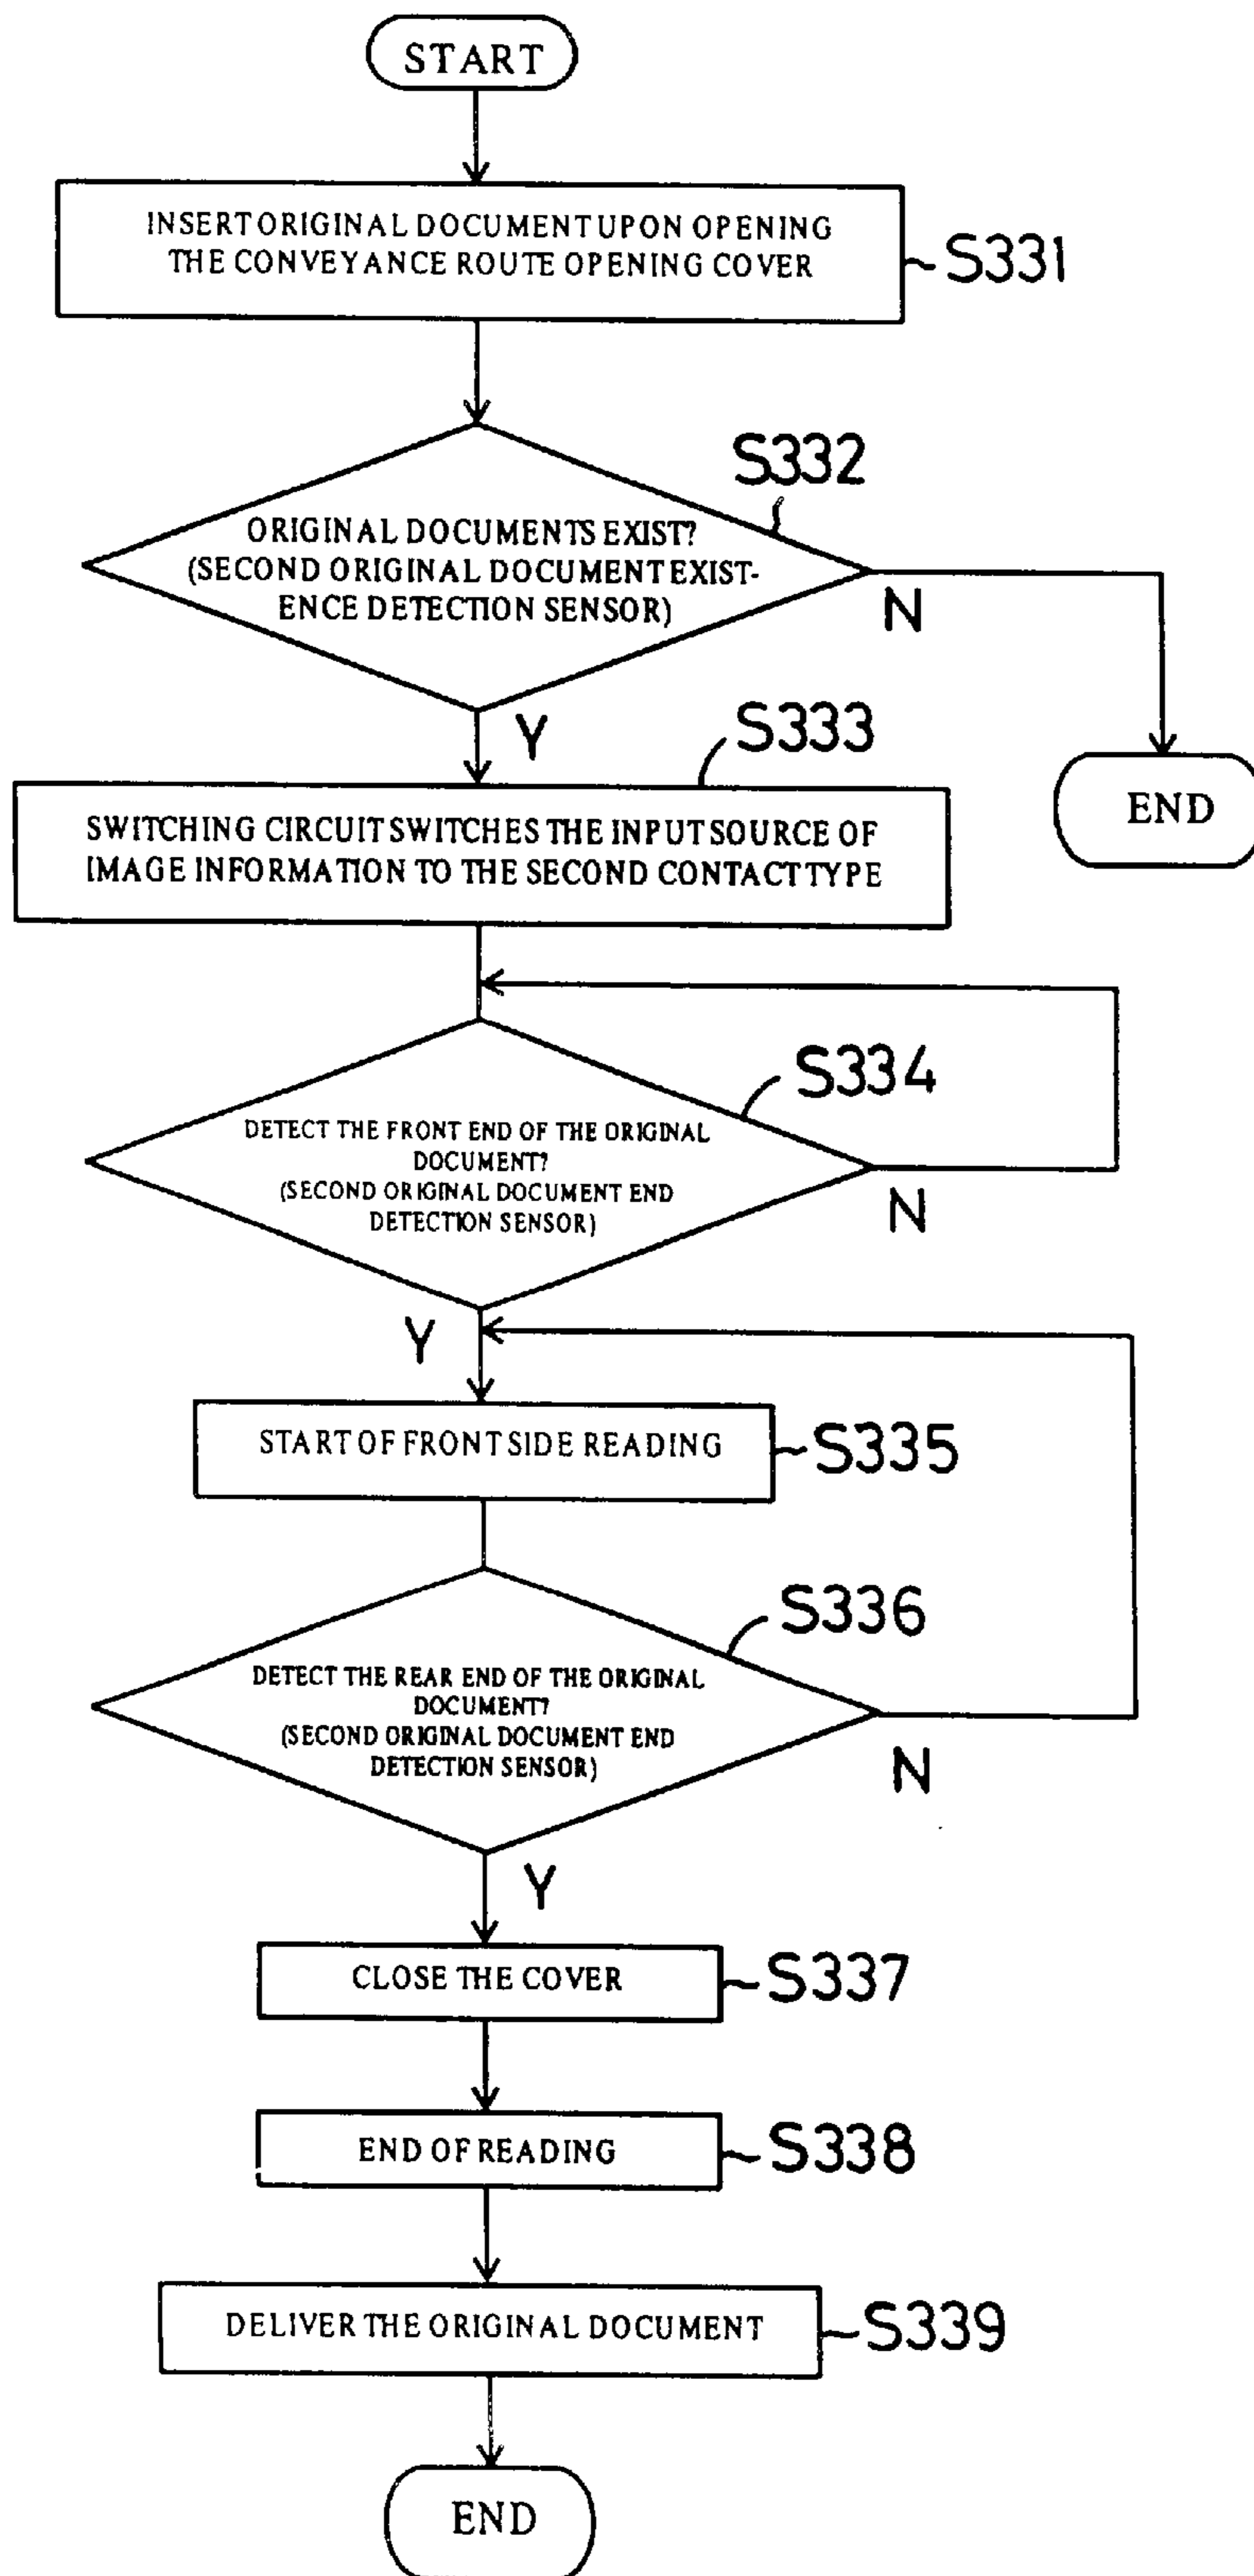 START
INSERT ORIGINAL DOCUMENT UPON OPENING
THE CONVEYANCE ROUTE OPENING COVER
S331
S332
ORIGINAL DOCUMENTS EXIST?
(SECOND ORIGINAL DOCUMENT EXIST-
ENCE DETECTION SENSOR)
N
Y
S333
END
SWITCHING CIRCUIT SWITCHES THE INPUT SOURCE OF
IMAGE INFORMATION TO THE SECOND CONTACT TYPE
S334
DETECT THE FRONT END OF THE ORIGINAL
DOCUMENT?
(SECOND ORIGINAL DOCUMENT END
DETECTION SENSOR)
N
Y
START OF FRONT SIDE READING
S335
S336
DETECT THE REAR END OF THE ORIGINAL
DOCUMENT?
(SECOND ORIGINAL DOCUMENT END
DETECTION SENSOR)
N
Y
CLOSE THE COVER
S337
END OF READING
S338
DELIVER THE ORIGINAL DOCUMENT
S339
END